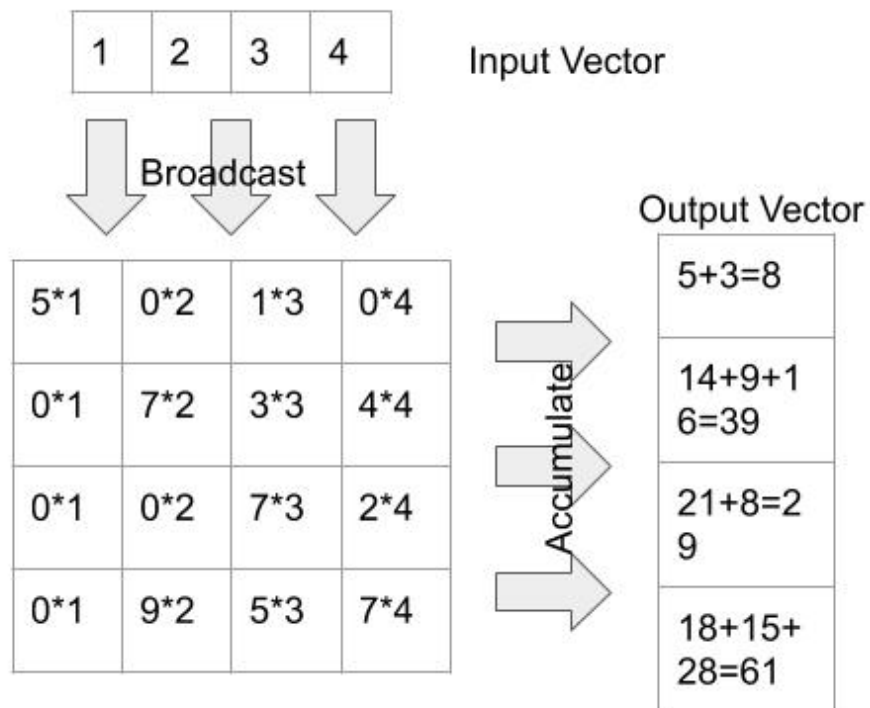 1 2 3 4
Input Vector
Broadcast
Output Vector
5*1 0*2 1*3 0*4
0*1 7*2 3*3 4*4
0*1 0*2 7*3 2*4
0*1 9*2 5*3 7*4
Accumulate
5+3=8
14+9+1
6=39
21+8=2
9
18+15+
28=61